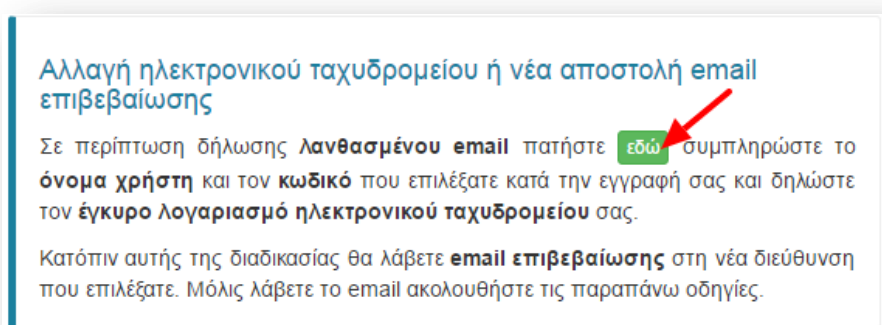 Αλλαγή ηλεκτρονικού ταχυδρομείου ή νέα αποστολή email
επιβεβαίωσης
Σε περίπτωση δήλωσης λανθασμένου email πατήστε εδώ συμπληρώστε το
όνομα χρήστη και τον κωδικό που επιλέξατε κατά την εγγραφή σας και δηλώστε
τον έγκυρο λογαριασμό ηλεκτρονικού ταχυδρομείου σας.
Κατόπιν αυτής της διαδικασίας θα λάβετε email επιβεβαίωσης στη νέα διεύθυνση
που επιλέξατε. Μόλις λάβετε το email ακολουθήστε τις παραπάνω οδηγίες.